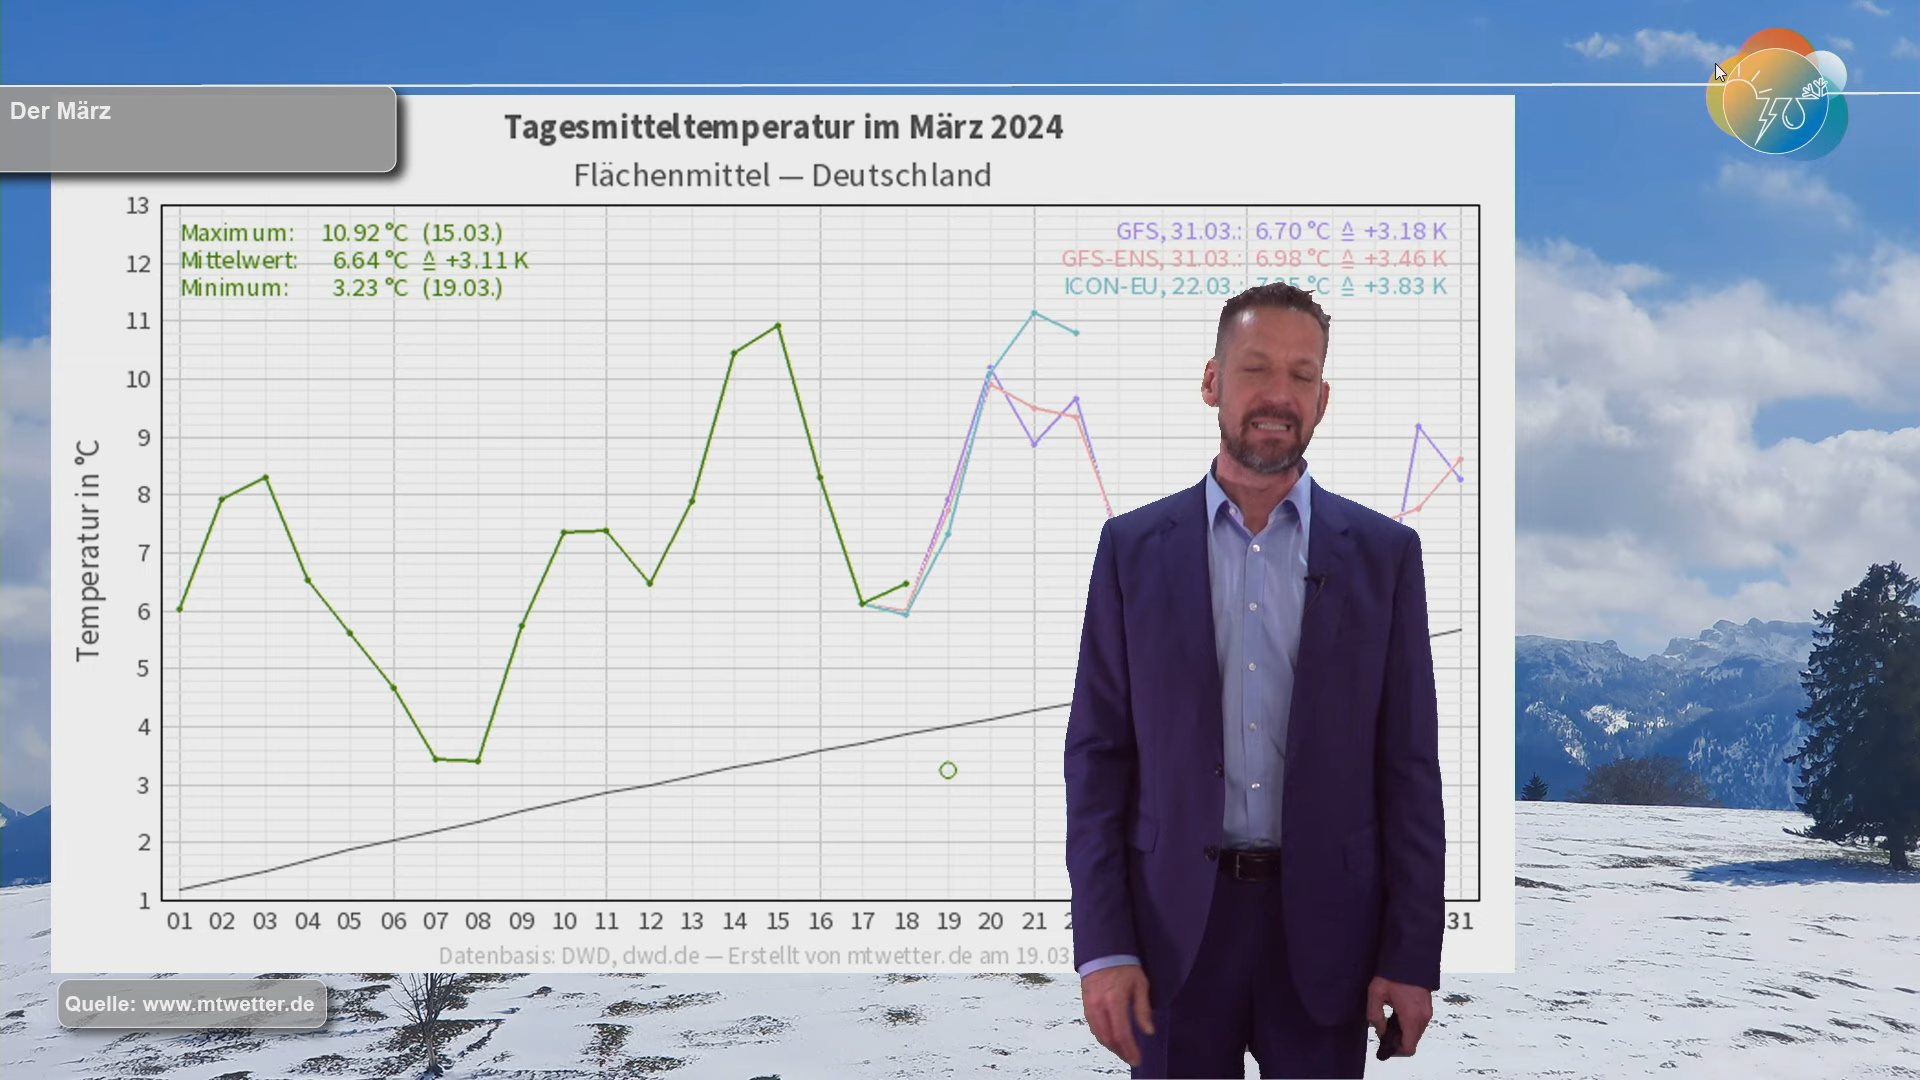 Der März
Tagesmitteltemperatur im März 2024
Flächenmittel — Deutschland
Maximum: 10.92 °C (15.03.)
Mittelwert: 6.64 °C ≙ +3.11 K
Minimum: 3.23 °C (19.03.)
GFS, 31.03.: 6.70 °C ≙ +3.18 K
GFS-ENS, 31.03.: 6.98 °C ≙ +3.46 K
ICON-EU, 22.03.: °C ≙ +3.83 K
Temperatur in °C
13
12
11
10
9
8
7
6
5
4
3
2
1
01 02 03 04 05 06 07 08 09 10 11 12 13 14 15 16 17 18 19 20 21 31
Datenbasis: DWD, dwd.de — Erstellt von mtwetter.de am 19.03
Quelle: www.mtwetter.de